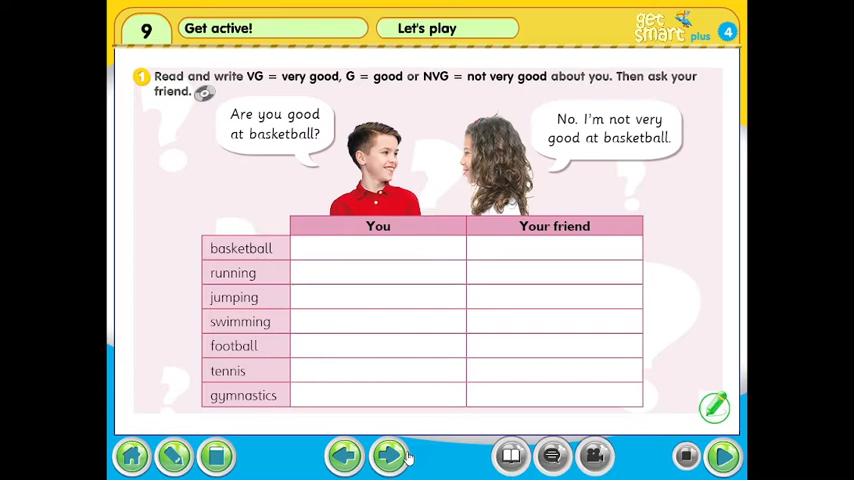 9
Get active!
Let's play
get
smart plus 4
1 Read and write VG = very good, G = good or NVG = not very good about you. Then ask your
friend.
Are you good
at basketball?
No. I'm not very
good at basketball.
You
Your friend
basketball
running
jumping
swimming
football
tennis
gymnastics